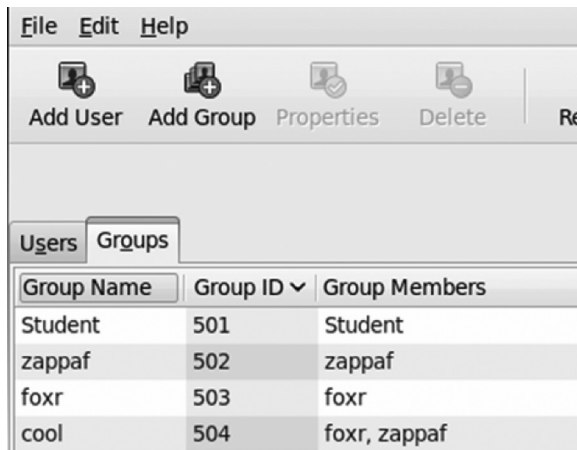 File Edit Help
Add User Add Group Properties Delete Re
Users Groups
Group Name Group ID Group Members
Student 501 Student
zappaf 502 zappaf
foxr 503 foxr
cool 504 foxr, zappaf